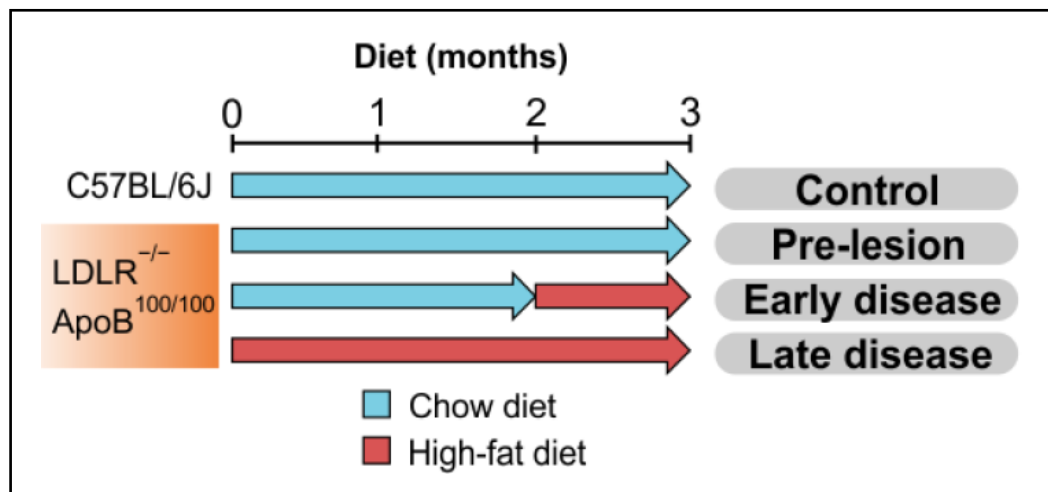 Diet (months)
0 1 2 3
C57BL/6J Control
Pre-lesion
LDLR−/−
ApoB100/100 Early disease
Late disease
Chow diet
High-fat diet